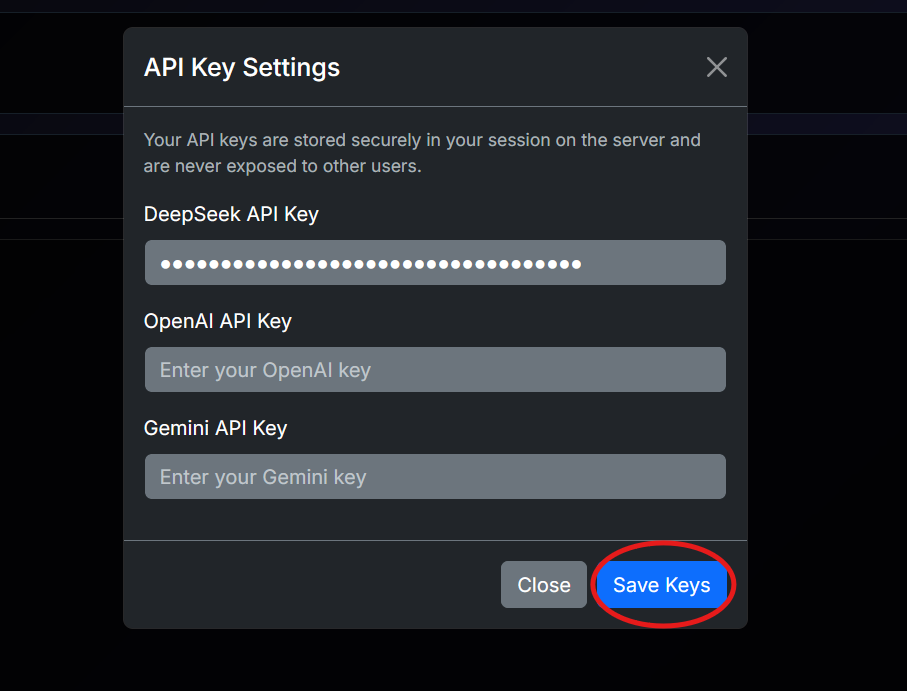 API Key Settings
Your API keys are stored securely in your session on the server and
are never exposed to other users.
DeepSeek API Key
●●●●●●●●●●●●●●●●●●●●●●●●●●●●●●●●●●●
OpenAI API Key
Enter your OpenAI key
Gemini API Key
Enter your Gemini key
Close
Save Keys